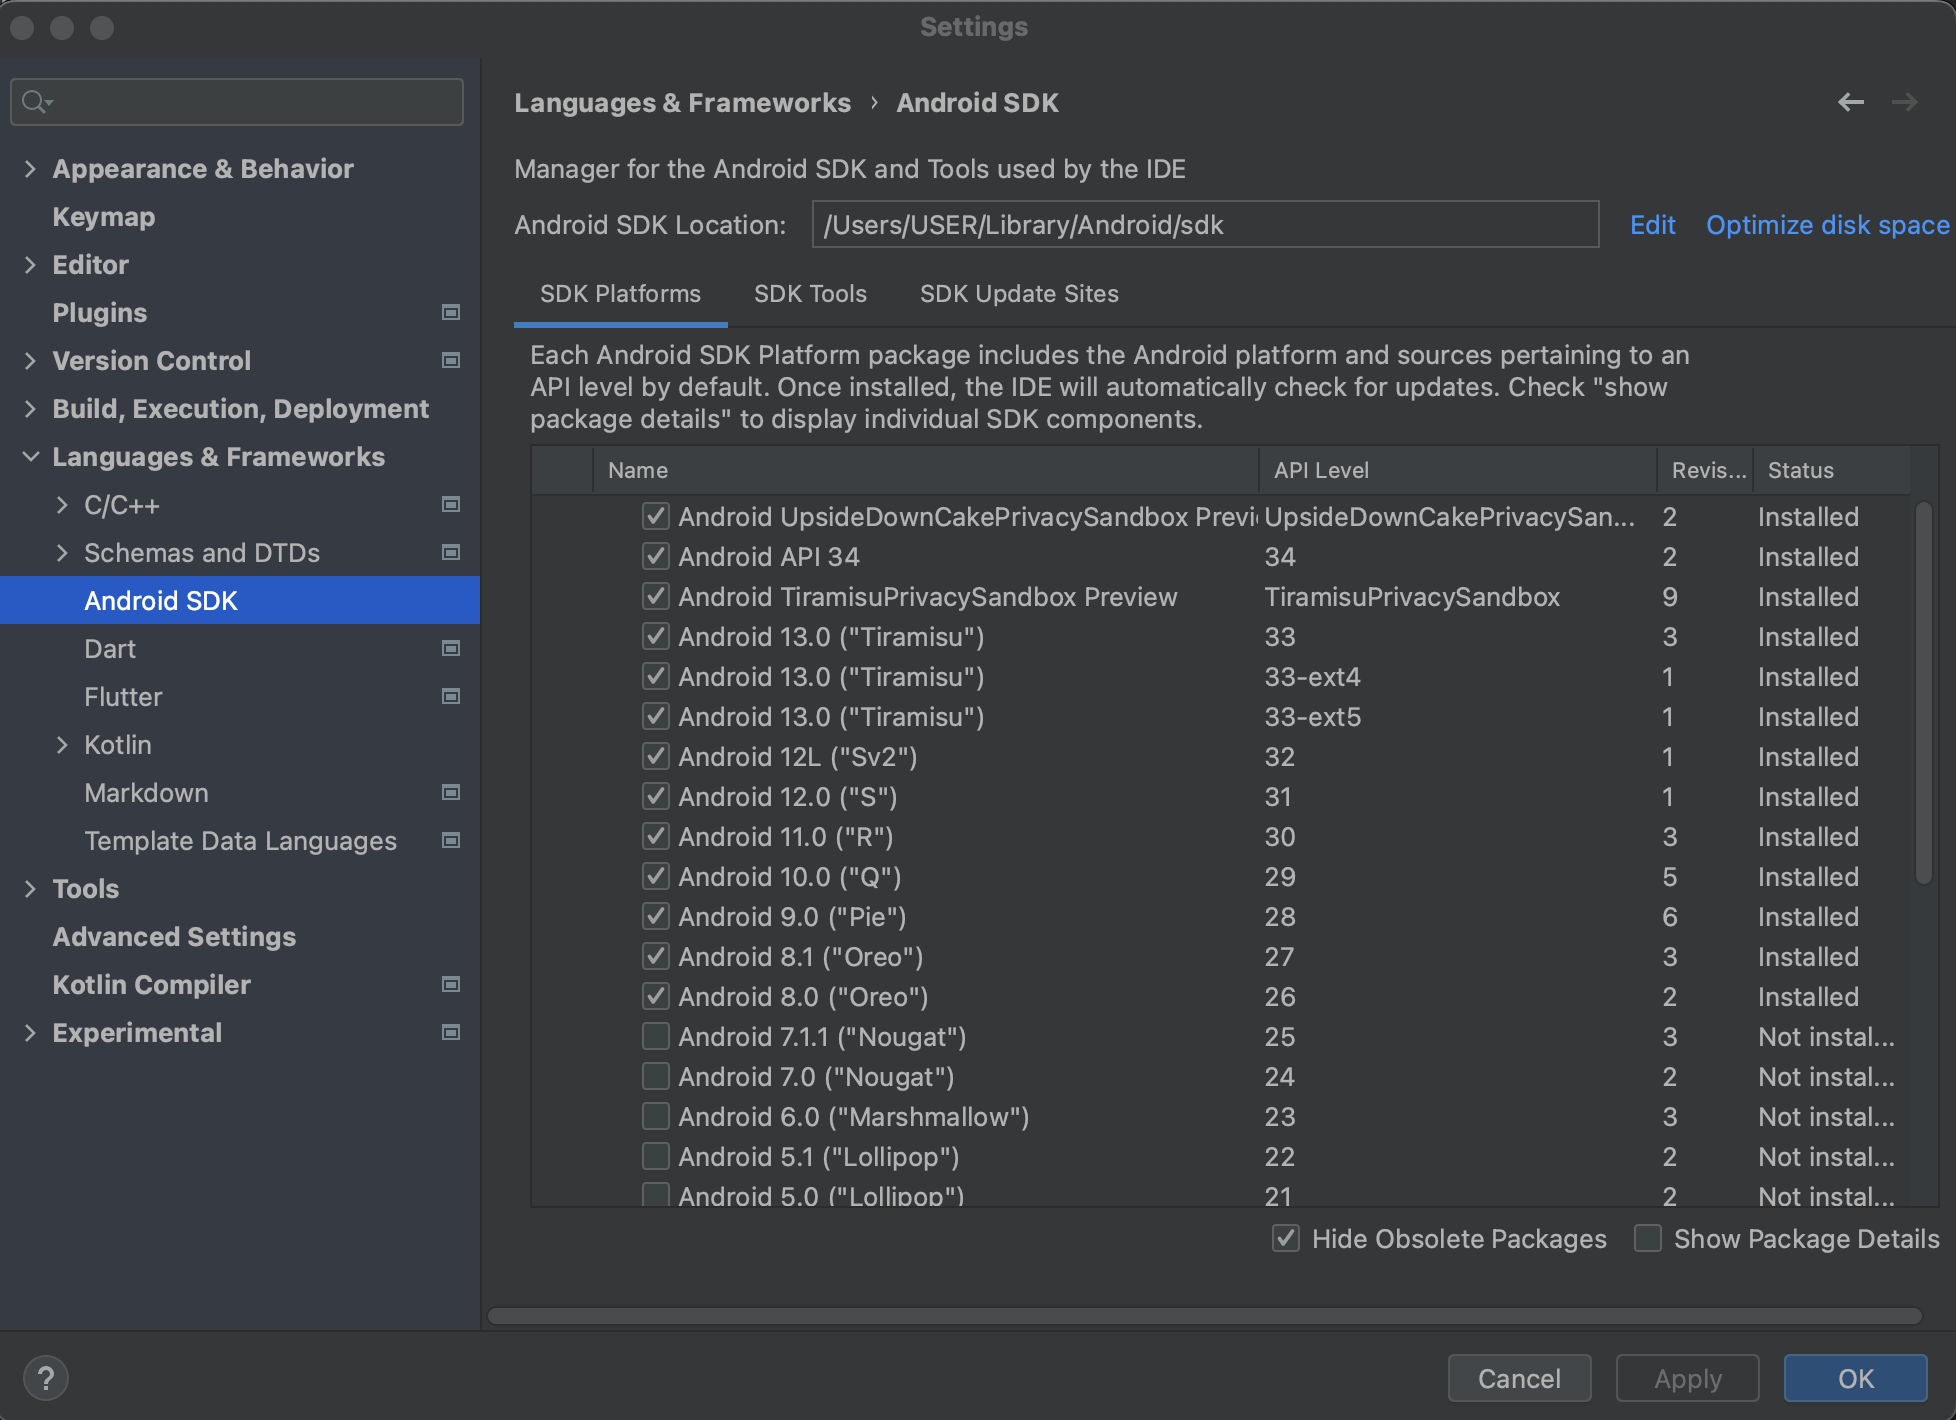 Settings
Appearance & Behavior
Keymap
Editor
Plugins
Version Control
Build, Execution, Deployment
Languages & Frameworks
C/C++
Schemas and DTDs
Android SDK
Dart
Flutter
Kotlin
Markdown
Template Data Languages
Tools
Advanced Settings
Kotlin Compiler
Experimental
Languages & Frameworks › Android SDK
Manager for the Android SDK and Tools used by the IDE
Android SDK Location: /Users/USER/Library/Android/sdk Edit Optimize disk space
SDK Platforms SDK Tools SDK Update Sites
Each Android SDK Platform package includes the Android platform and sources pertaining to an
API level by default. Once installed, the IDE will automatically check for updates. Check "show
package details" to display individual SDK components.
Name API Level Revis... Status
Android UpsideDownCakePrivacySandbox Previ UpsideDownCakePrivacySan... 2 Installed
Android API 34 34 2 Installed
Android TiramisuPrivacySandbox Preview TiramisuPrivacySandbox 9 Installed
Android 13.0 ("Tiramisu") 33 3 Installed
Android 13.0 ("Tiramisu") 33-ext4 1 Installed
Android 13.0 ("Tiramisu") 33-ext5 1 Installed
Android 12L ("Sv2") 32 1 Installed
Android 12.0 ("S") 31 1 Installed
Android 11.0 ("R") 30 3 Installed
Android 10.0 ("Q") 29 5 Installed
Android 9.0 ("Pie") 28 6 Installed
Android 8.1 ("Oreo") 27 3 Installed
Android 8.0 ("Oreo") 26 2 Installed
Android 7.1.1 ("Nougat") 25 3 Not instal...
Android 7.0 ("Nougat") 24 2 Not instal...
Android 6.0 ("Marshmallow") 23 3 Not instal...
Android 5.1 ("Lollipop") 22 2 Not instal...
Android 5.0 ("Lollipop") 21 2 Not instal...
Hide Obsolete Packages Show Package Details
? Cancel Apply OK